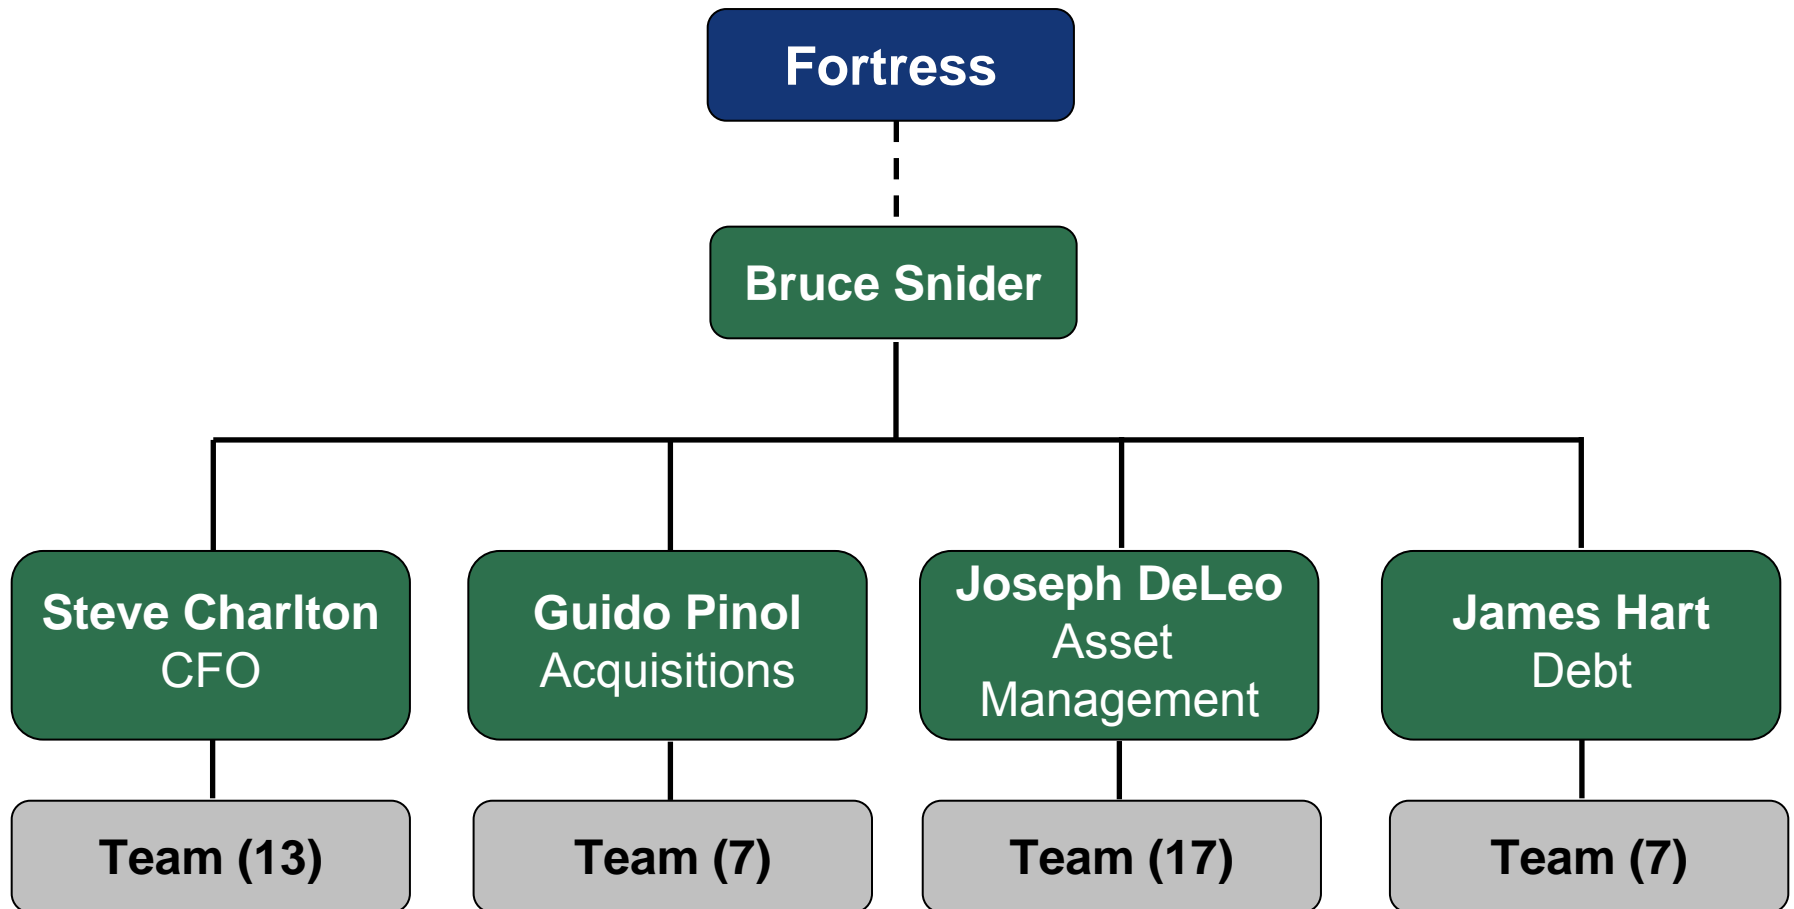 Fortress
Bruce Snider
Steve Charlton
CFO
Guido Pinol
Acquisitions
Joseph DeLeo
Asset
Management
James Hart
Debt
Team (13)
Team (7)
Team (17)
Team (7)